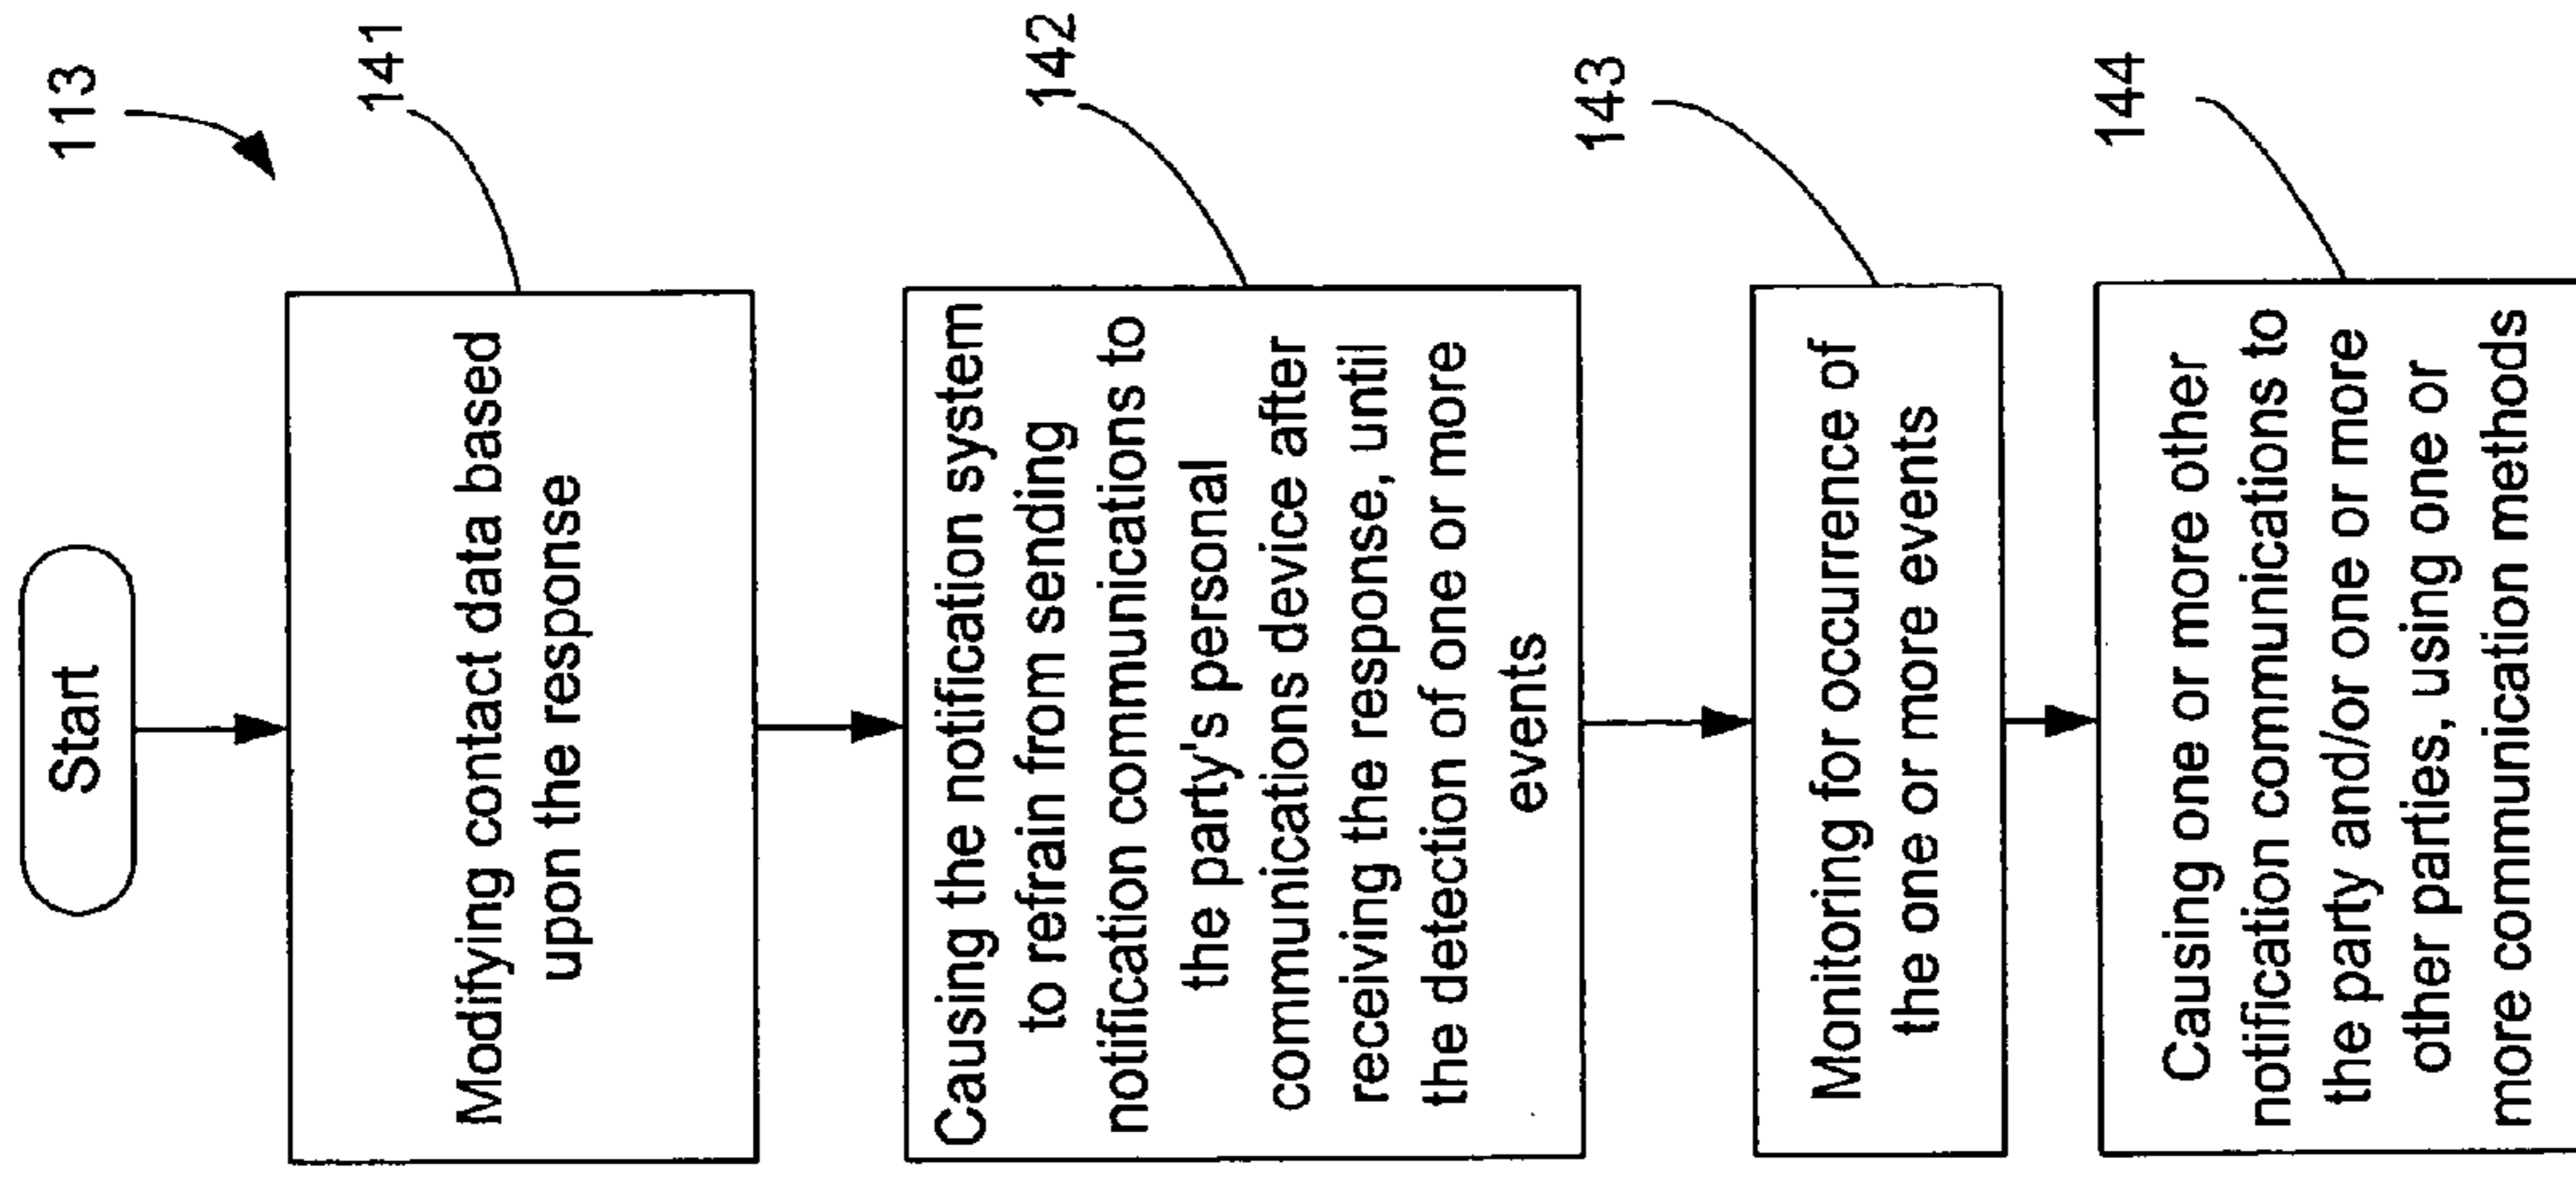 113
Start
141
Modifying contact data based
upon the response
142
Causing the notification system
to refrain from sending
notification communications to
the party's personal
communications device after
receiving the response, until
the detection of one or more
events
143
Monitoring for occurrence of
the one or more events
144
Causing one or more other
notification communications to
the party and/or one or more
other parties, using one or
more communication methods